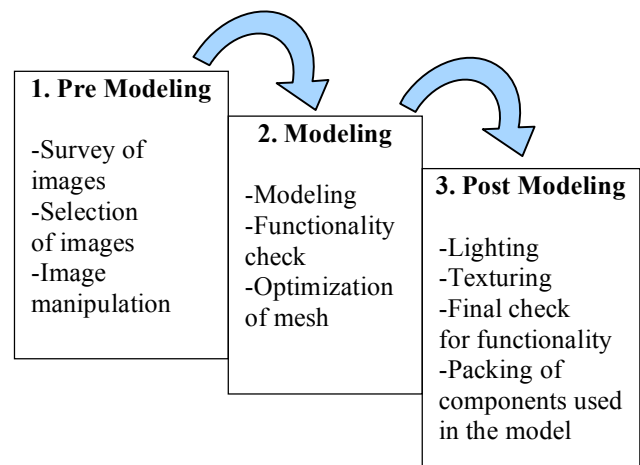 1. Pre Modeling
-Survey of
images
-Selection
of images
-Image
manipulation
2. Modeling
-Modeling
-Functionality
check
-Optimization
of mesh
3. Post Modeling
-Lighting
-Texturing
-Final check
for functionality
-Packing of
components used
in the model